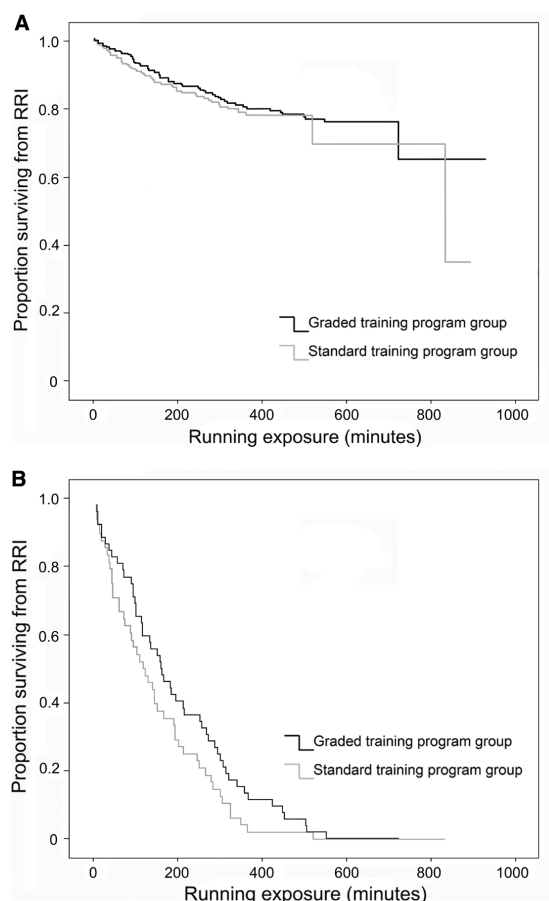 A
Proportion surviving from RRI
1.0
0.8
0.6
0.4
0.2
0
Graded training program group
Standard training program group
0 200 400 600 800 1000
Running exposure (minutes)
B
Proportion surviving from RRI
1.0
0.8
0.6
0.4
0.2
0
Graded training program group
Standard training program group
0 200 400 600 800 1000
Running exposure (minutes)